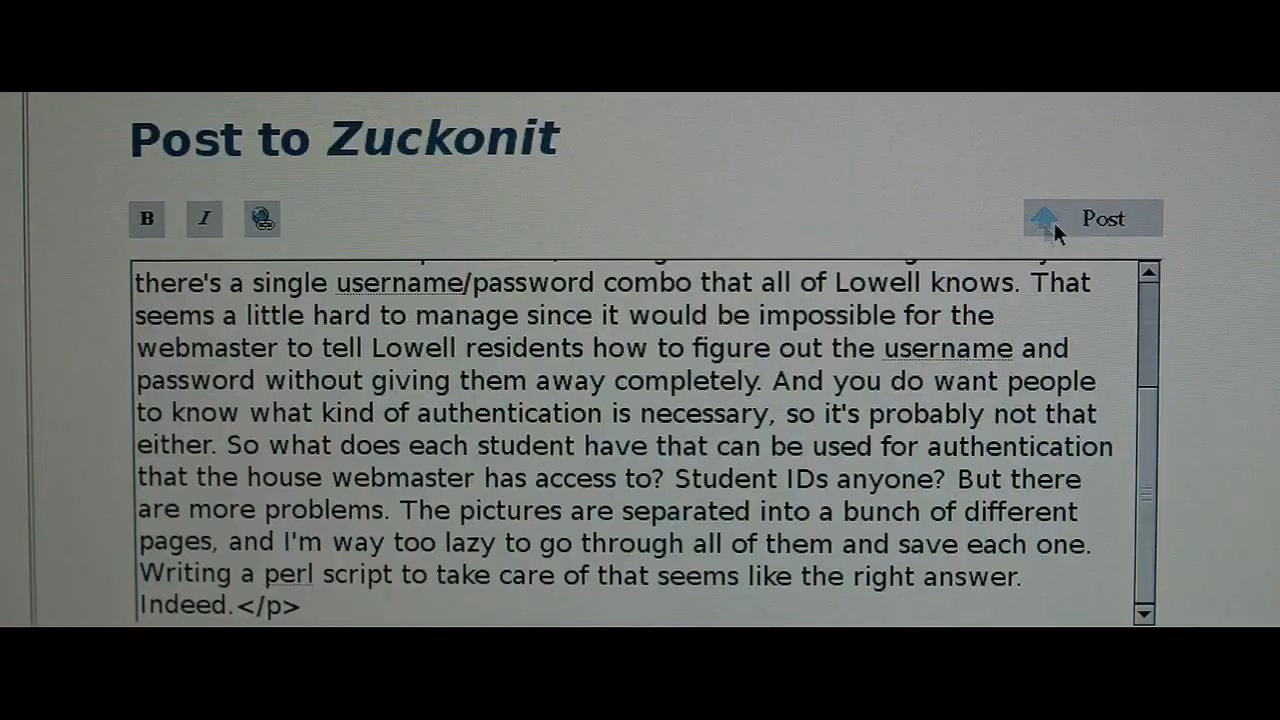 Post to Zuckonit
B I Post
there's a single username/password combo that all of Lowell knows. That
seems a little hard to manage since it would be impossible for the
webmaster to tell Lowell residents how to figure out the username and
password without giving them away completely. And you do want people
to know what kind of authentication is necessary, so it's probably not that
either. So what does each student have that can be used for authentication
that the house webmaster has access to? Student IDs anyone? But there
are more problems. The pictures are separated into a bunch of different
pages, and I'm way too lazy to go through all of them and save each one.
Writing a perl script to take care of that seems like the right answer.
Indeed.</p>